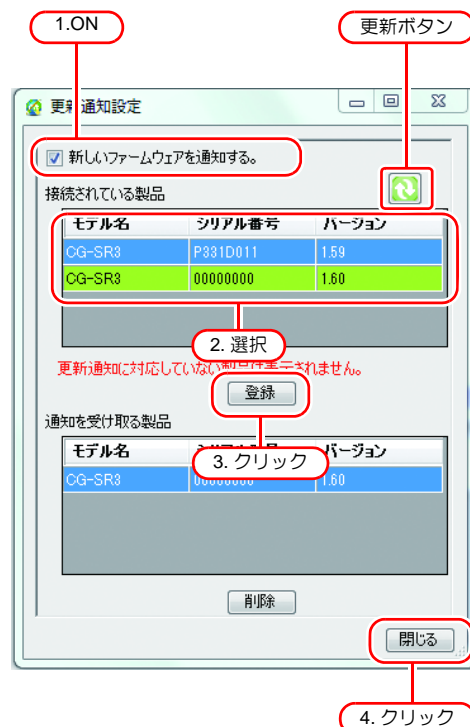 1.ON
更新ボタン
更新通知設定
新しいファームウェアを通知する。
接続されている製品
モデル名 シリアル番号 バージョン
CG-SR3 P331D011 1.59
CG-SR3 00000000 1.60
2. 選択
更新通知に対応していない製品は表示されません。
登録
通知を受け取る製品
モデル名 バージョン
3. クリック
CG-SR3 00000000 1.60
削除
閉じる
4. クリック